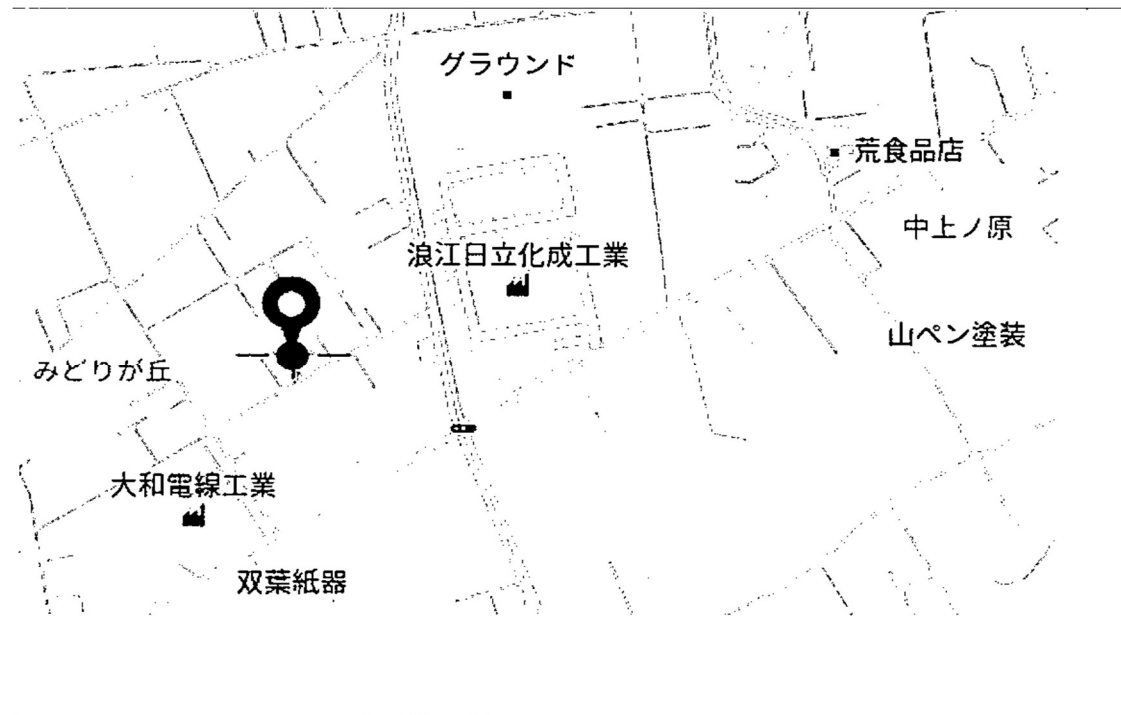 グラウンド
荒食品店
中上ノ原
浪江日立化成工業
山ペン塗装
みどりが丘
大和電線工業
双葉紙器